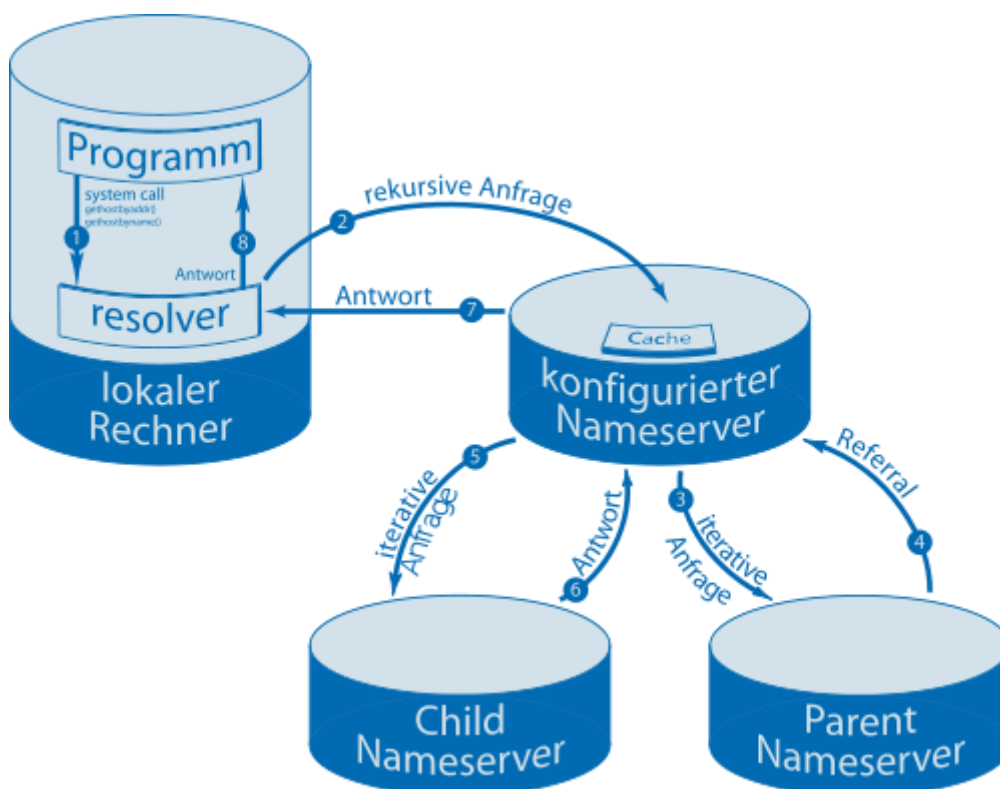 Programm
system call
gethostbyaddr()
gethostbyname()
1
8
Antwort
resolver
lokaler
Rechner
2
rekursive Anfrage
Antwort
7
Cache
konfigurierter
Nameserver
5
iterative
Anfrage
Antwort
6
3
iterative
Anfrage
Referral
4
Child
Nameserver
Parent
Nameserver